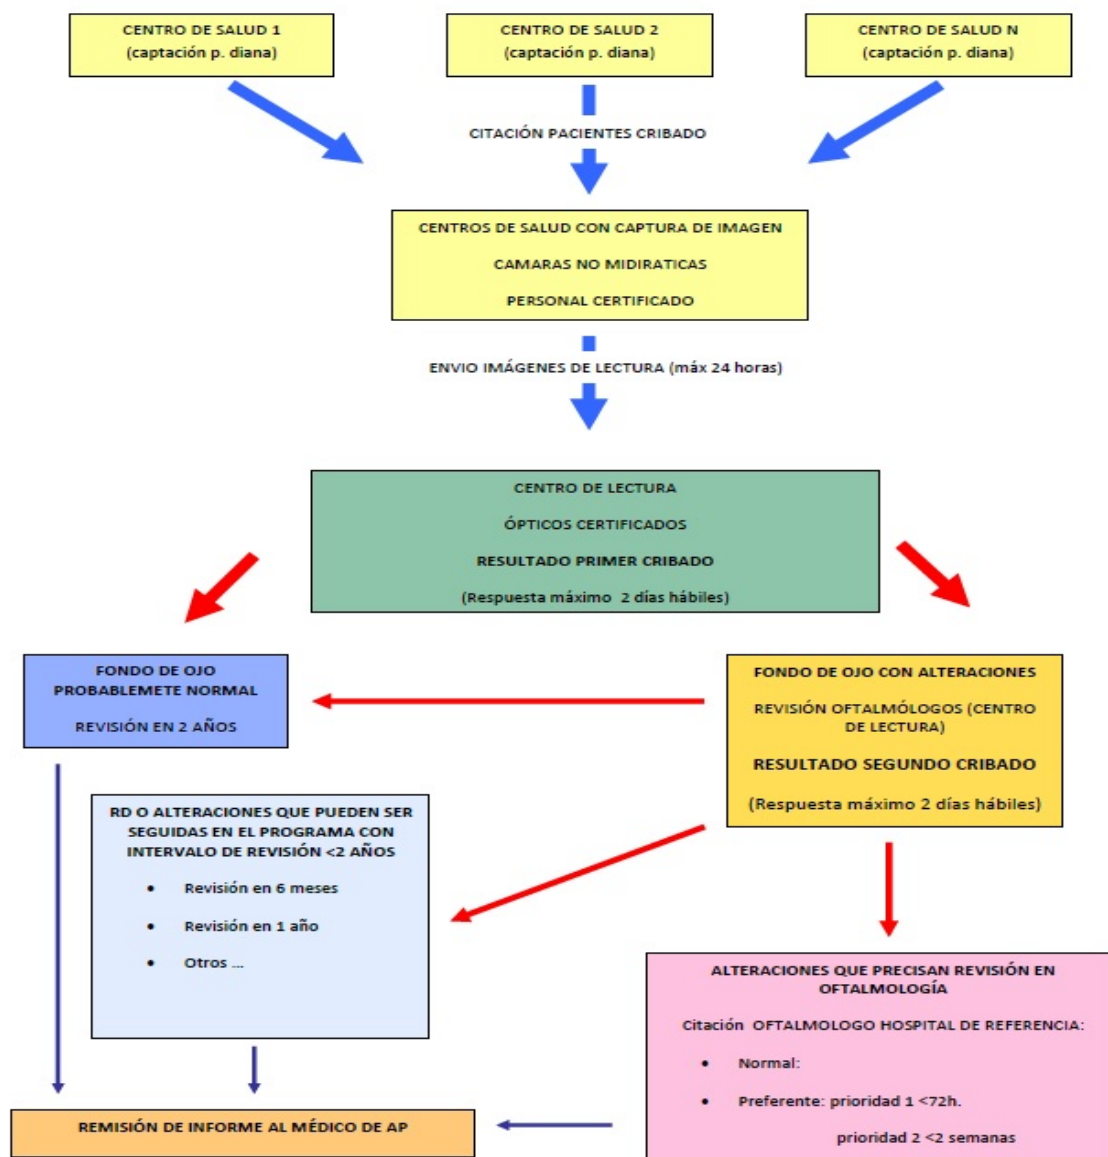 CENTRO DE SALUD 1
(captación p. diana)
CENTRO DE SALUD 2
(captación p. diana)
CENTRO DE SALUD N
(captación p. diana)
CITACIÓN PACIENTES CRIBADO
CENTROS DE SALUD CON CAPTURA DE IMAGEN
CAMARAS NO MIDIRATICAS
PERSONAL CERTIFICADO
ENVIO IMÁGENES DE LECTURA (máx 24 horas)
CENTRO DE LECTURA
ÓPTICOS CERTIFICADOS
RESULTADO PRIMER CRIBADO
(Respuesta máximo 2 días hábiles)
FONDO DE OJO
PROBABLEMETE NORMAL
REVISIÓN EN 2 AÑOS
FONDO DE OJO CON ALTERACIONES
REVISIÓN OFTALMÓLOGOS (CENTRO
DE LECTURA)
RESULTADO SEGUNDO CRIBADO
(Respuesta máximo 2 días hábiles)
RD O ALTERACIONES QUE PUEDEN SER
SEGUIDAS EN EL PROGRAMA CON
INTERVALO DE REVISIÓN <2 AÑOS
• Revisión en 6 meses
• Revisión en 1 año
• Otros ...
ALTERACIONES QUE PRECISAN REVISIÓN EN
OFTALMOLOGÍA
Citación OFTALMOLOGO HOSPITAL DE REFERENCIA:
• Normal:
• Preferente: prioridad 1 <72h.
prioridad 2 <2 semanas
REMISIÓN DE INFORME AL MÉDICO DE AP